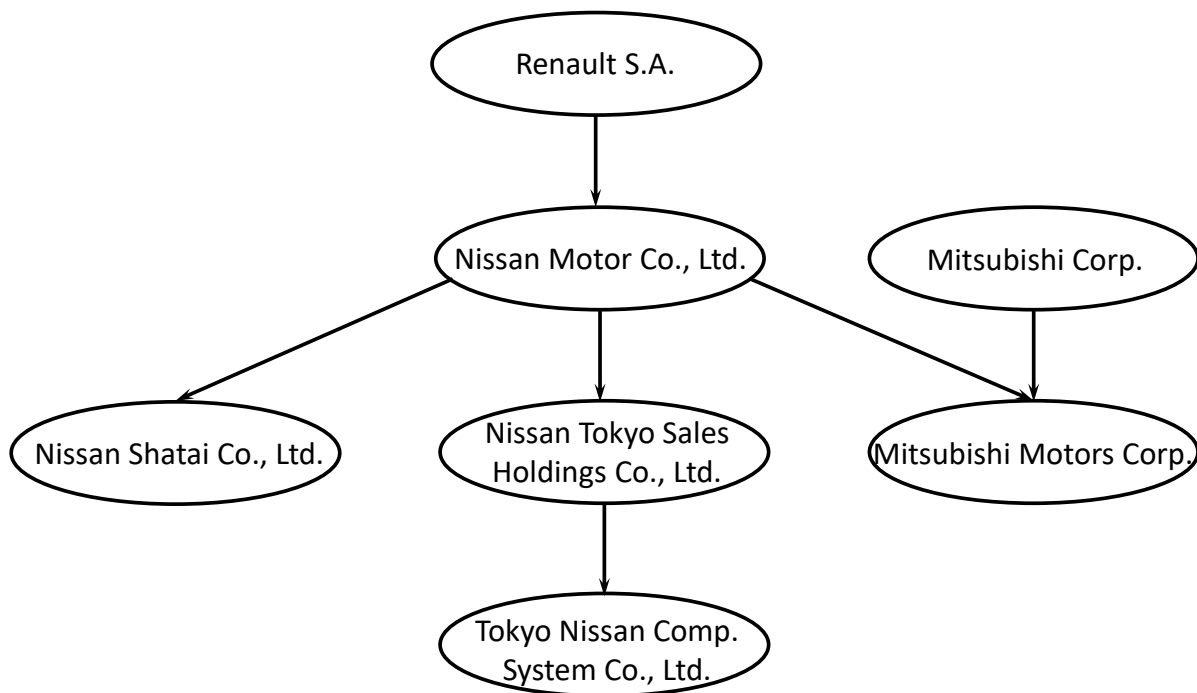 Renault S.A.
Nissan Motor Co., Ltd.
Mitsubishi Corp.
Nissan Shatai Co., Ltd.
Nissan Tokyo Sales
Holdings Co., Ltd.
Mitsubishi Motors Corp.
Tokyo Nissan Comp.
System Co., Ltd.